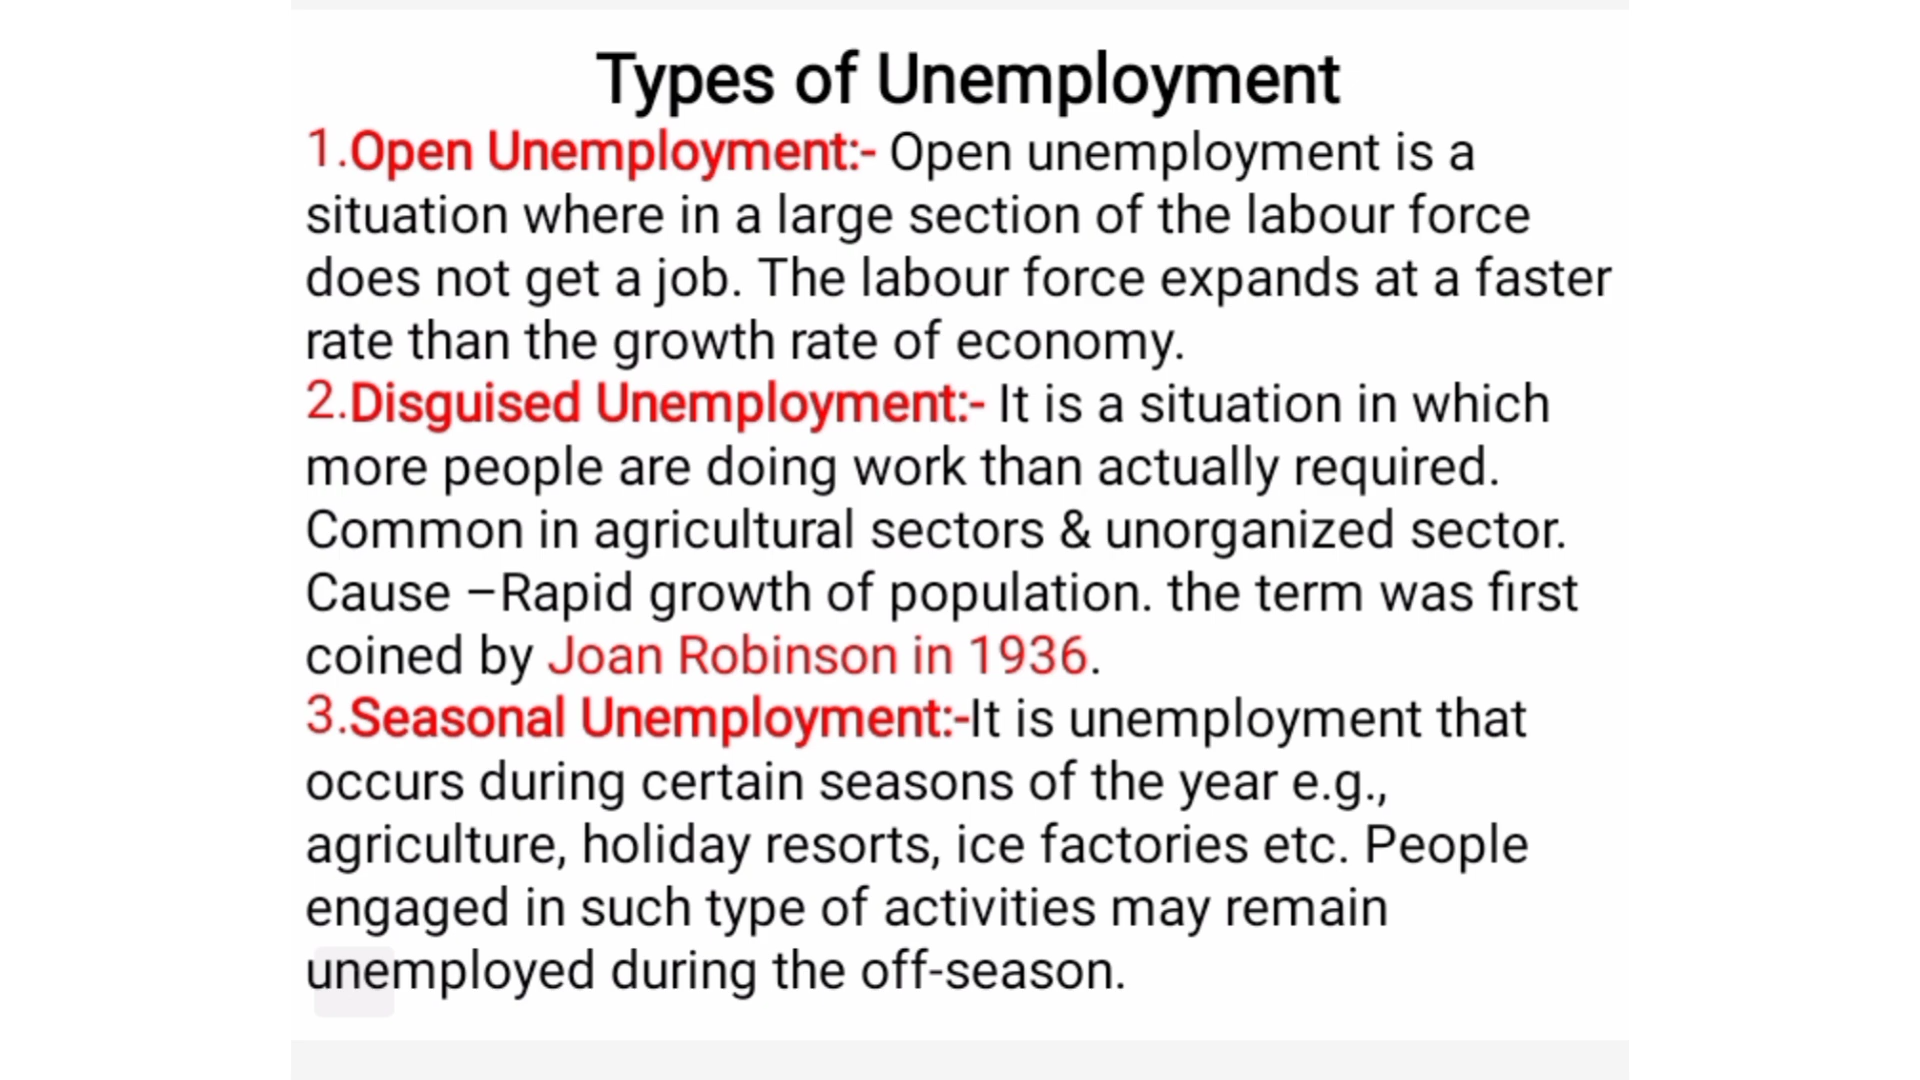 Types of Unemployment
1.Open Unemployment:- Open unemployment is a
situation where in a large section of the labour force
does not get a job. The labour force expands at a faster
rate than the growth rate of economy.
2.Disguised Unemployment:- It is a situation in which
more people are doing work than actually required.
Common in agricultural sectors & unorganized sector.
Cause –Rapid growth of population. the term was first
coined by Joan Robinson in 1936.
3.Seasonal Unemployment:-It is unemployment that
occurs during certain seasons of the year e.g.,
agriculture, holiday resorts, ice factories etc. People
engaged in such type of activities may remain
unemployed during the off-season.